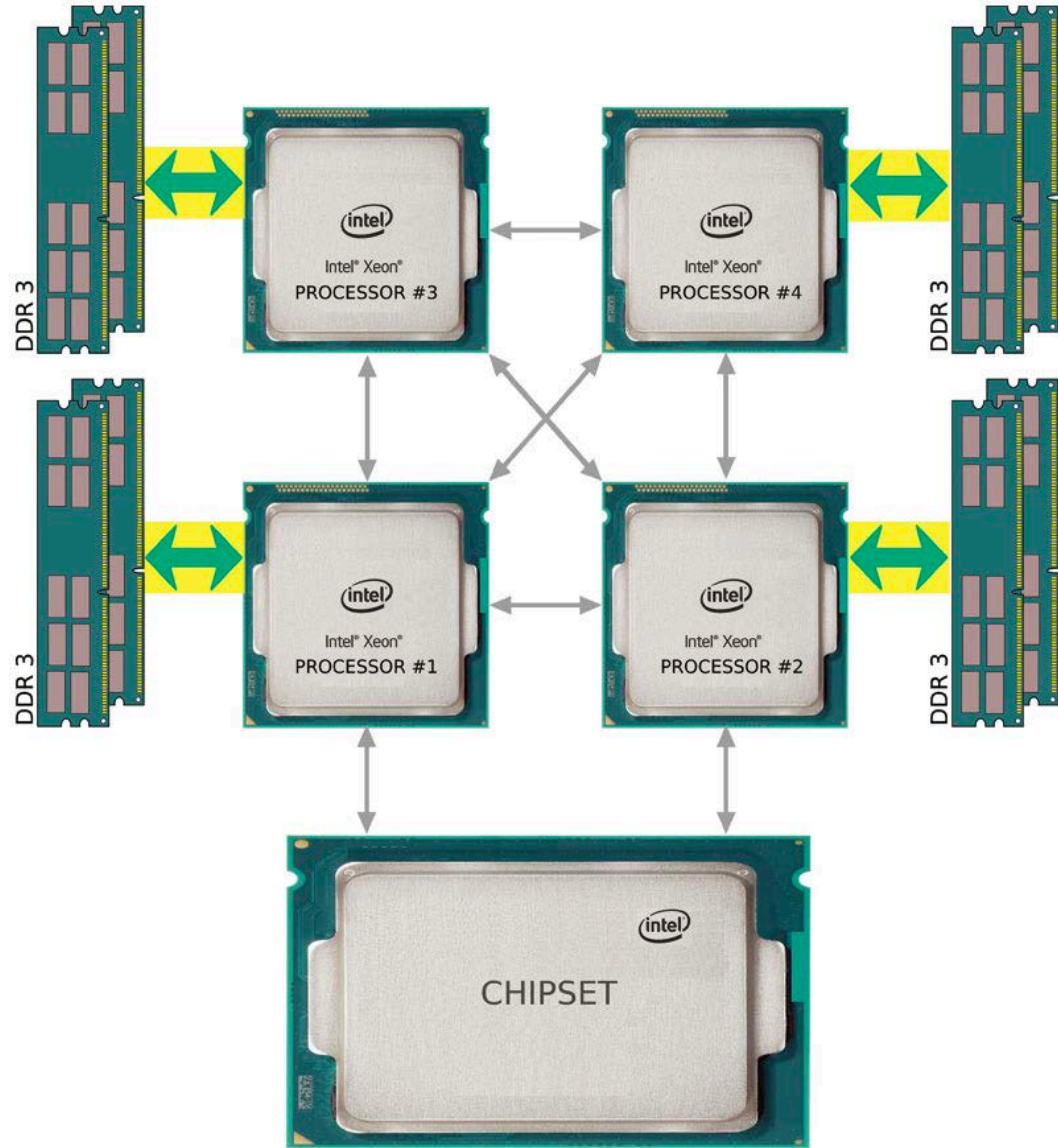 DDR 3
intel
Intel® Xeon®
PROCESSOR #3
intel
Intel® Xeon®
PROCESSOR #4
DDR 3
DDR 3
intel
Intel® Xeon®
PROCESSOR #1
intel
Intel® Xeon®
PROCESSOR #2
DDR 3
intel
CHIPSET